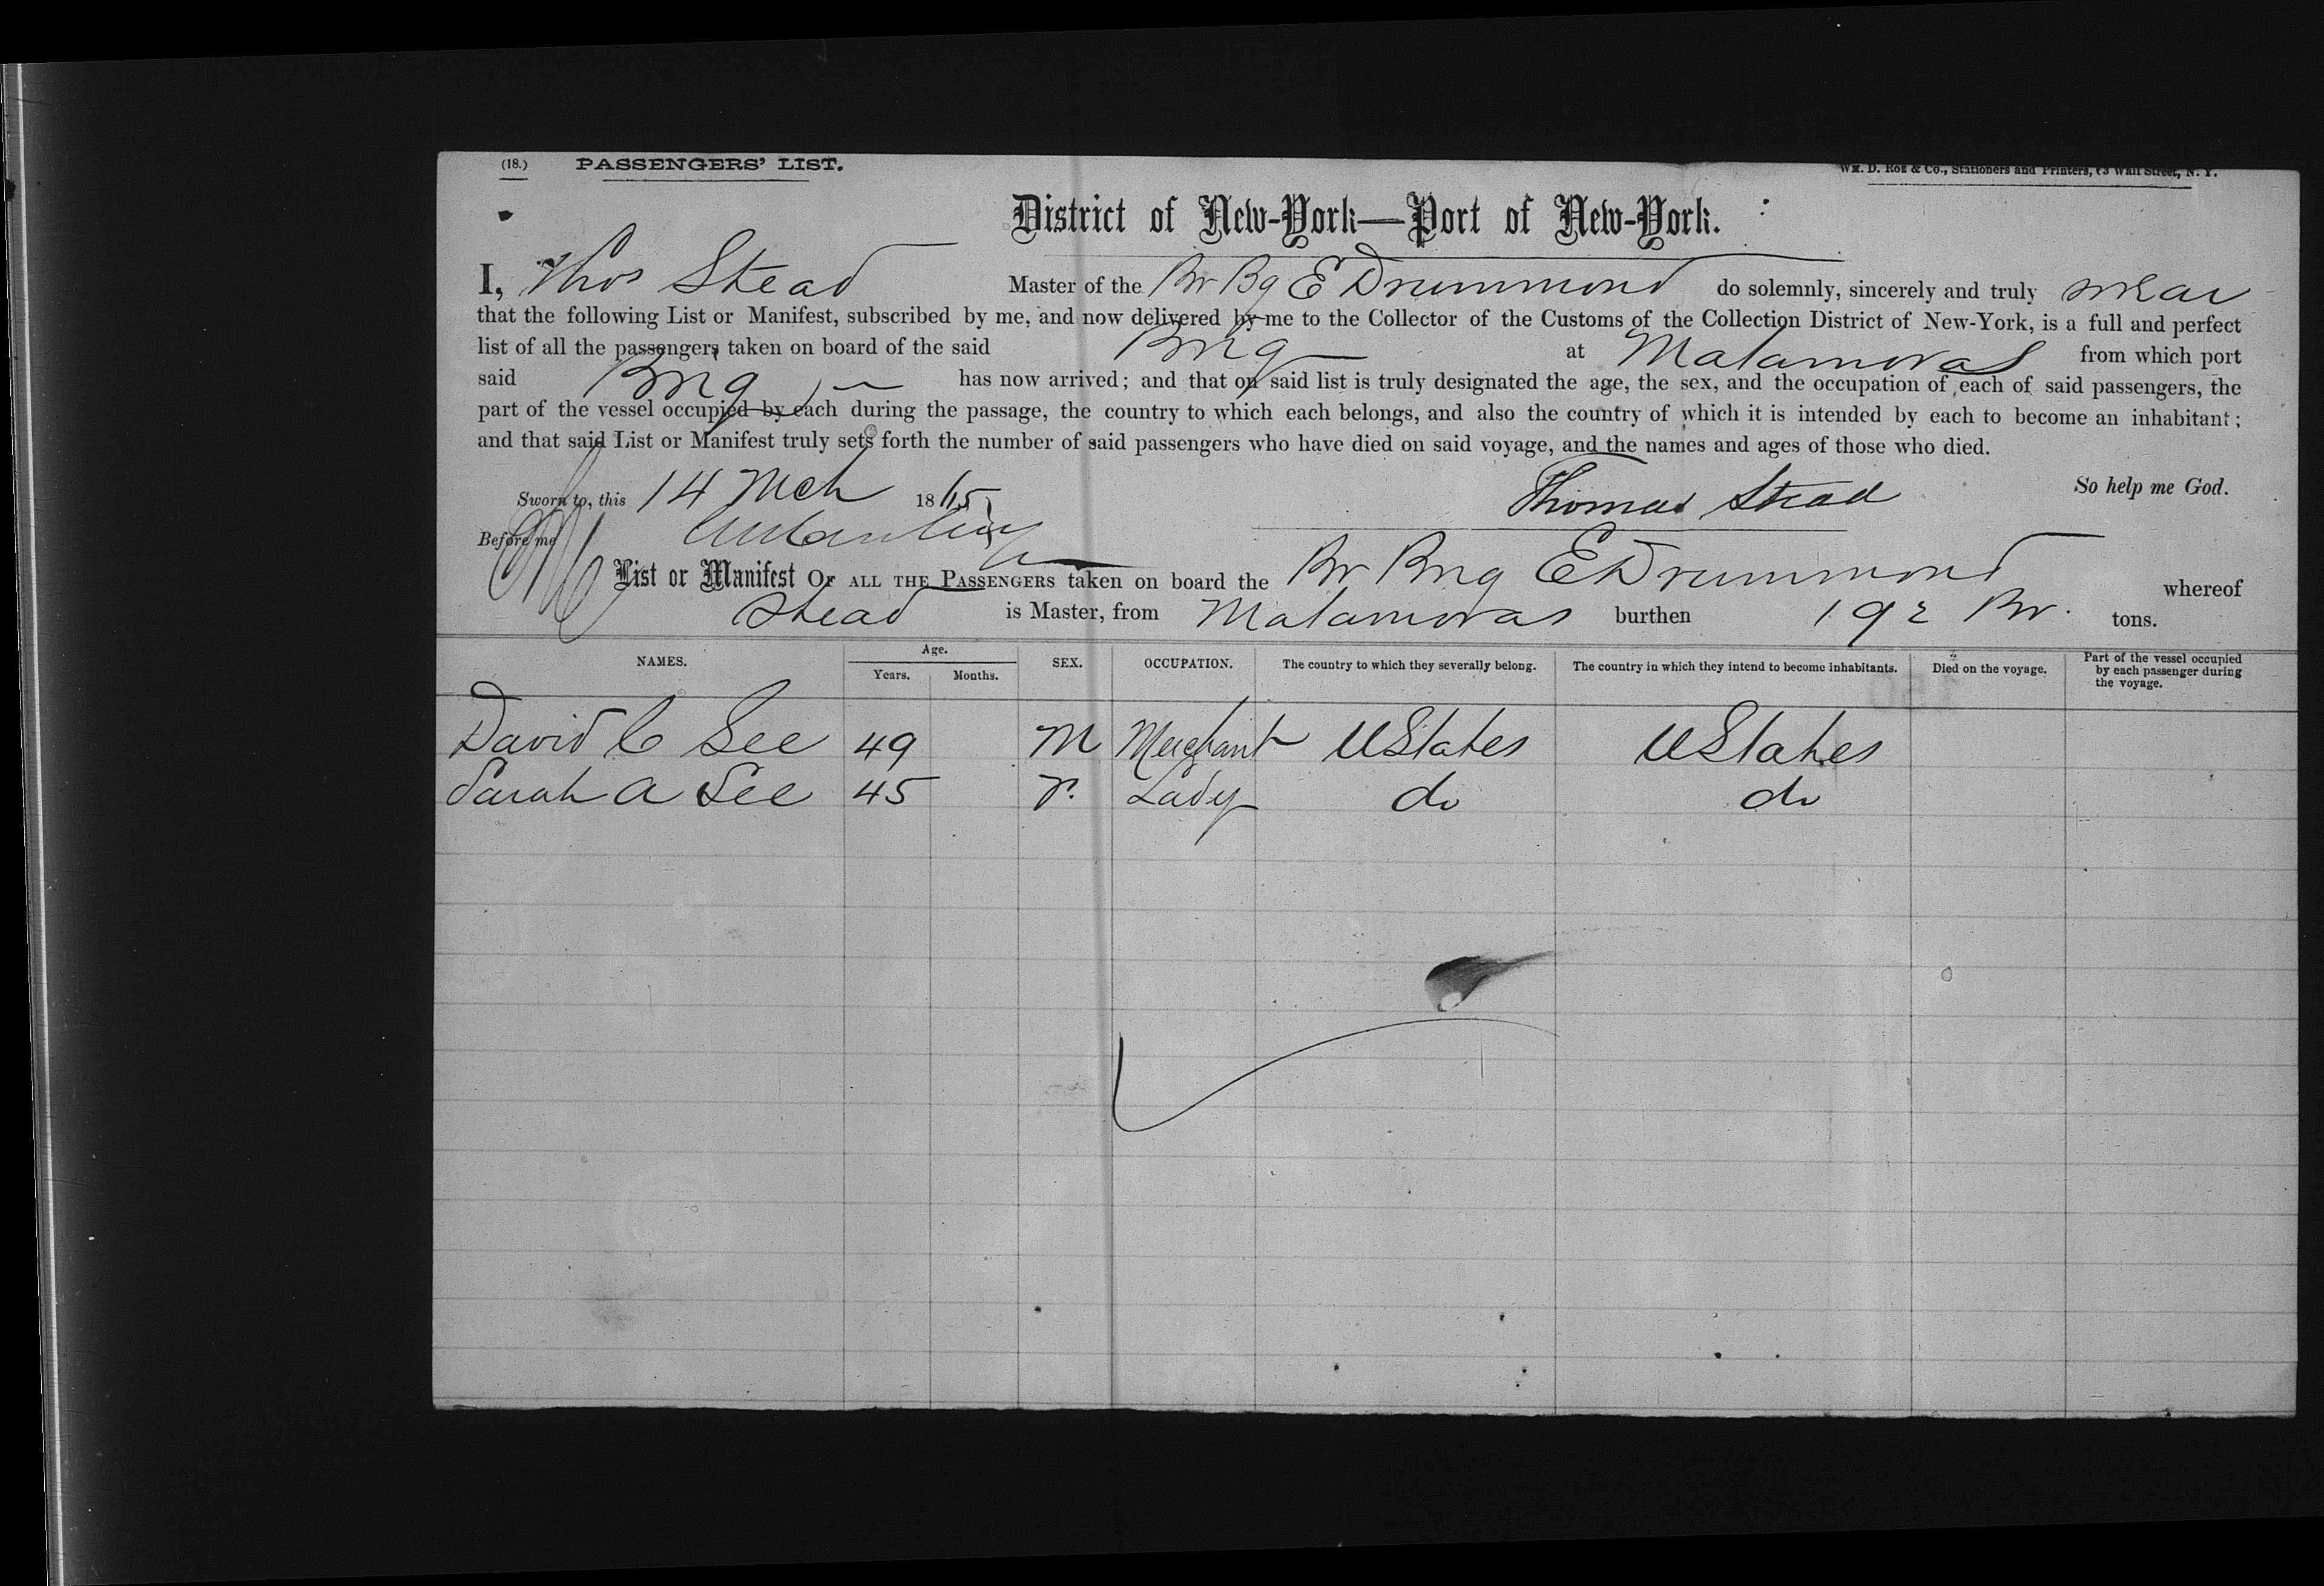 (18.) PASSENGERS' LIST. Wm. D. Roe & Co., Stationers and Printers, 63 Wall Street, N. Y.
District of New-York—Port of New-York.
I, Thos Stead Master of the Br Bg E Drummond do solemnly, sincerely and truly swear
that the following List or Manifest, subscribed by me, and now delivered by me to the Collector of the Customs of the Collection District of New-York, is a full and perfect
list of all the passengers taken on board of the said Brig at Matamoras from which port
said Brig has now arrived; and that on said list is truly designated the age, the sex, and the occupation of each of said passengers, the
part of the vessel occupied by each during the passage, the country to which each belongs, and also the country of which it is intended by each to become an inhabitant;
and that said List or Manifest truly sets forth the number of said passengers who have died on said voyage, and the names and ages of those who died.
Sworn to, this 14 Mch 1865 Thomas Stead So help me God.
Before me
List or Manifest OF ALL THE PASSENGERS taken on board the Br Brig E Drummond whereof
Stead is Master, from Matamoras burthen 192 Br. tons.
NAMES. Age. Years. Months. SEX. OCCUPATION. The country to which they severally belong. The country in which they intend to become inhabitants. Died on the voyage. Part of the vessel occupied by each passenger during the voyage.
David C See 49 M Merchant UStates UStates
Sarah A See 45 F. Lady do do